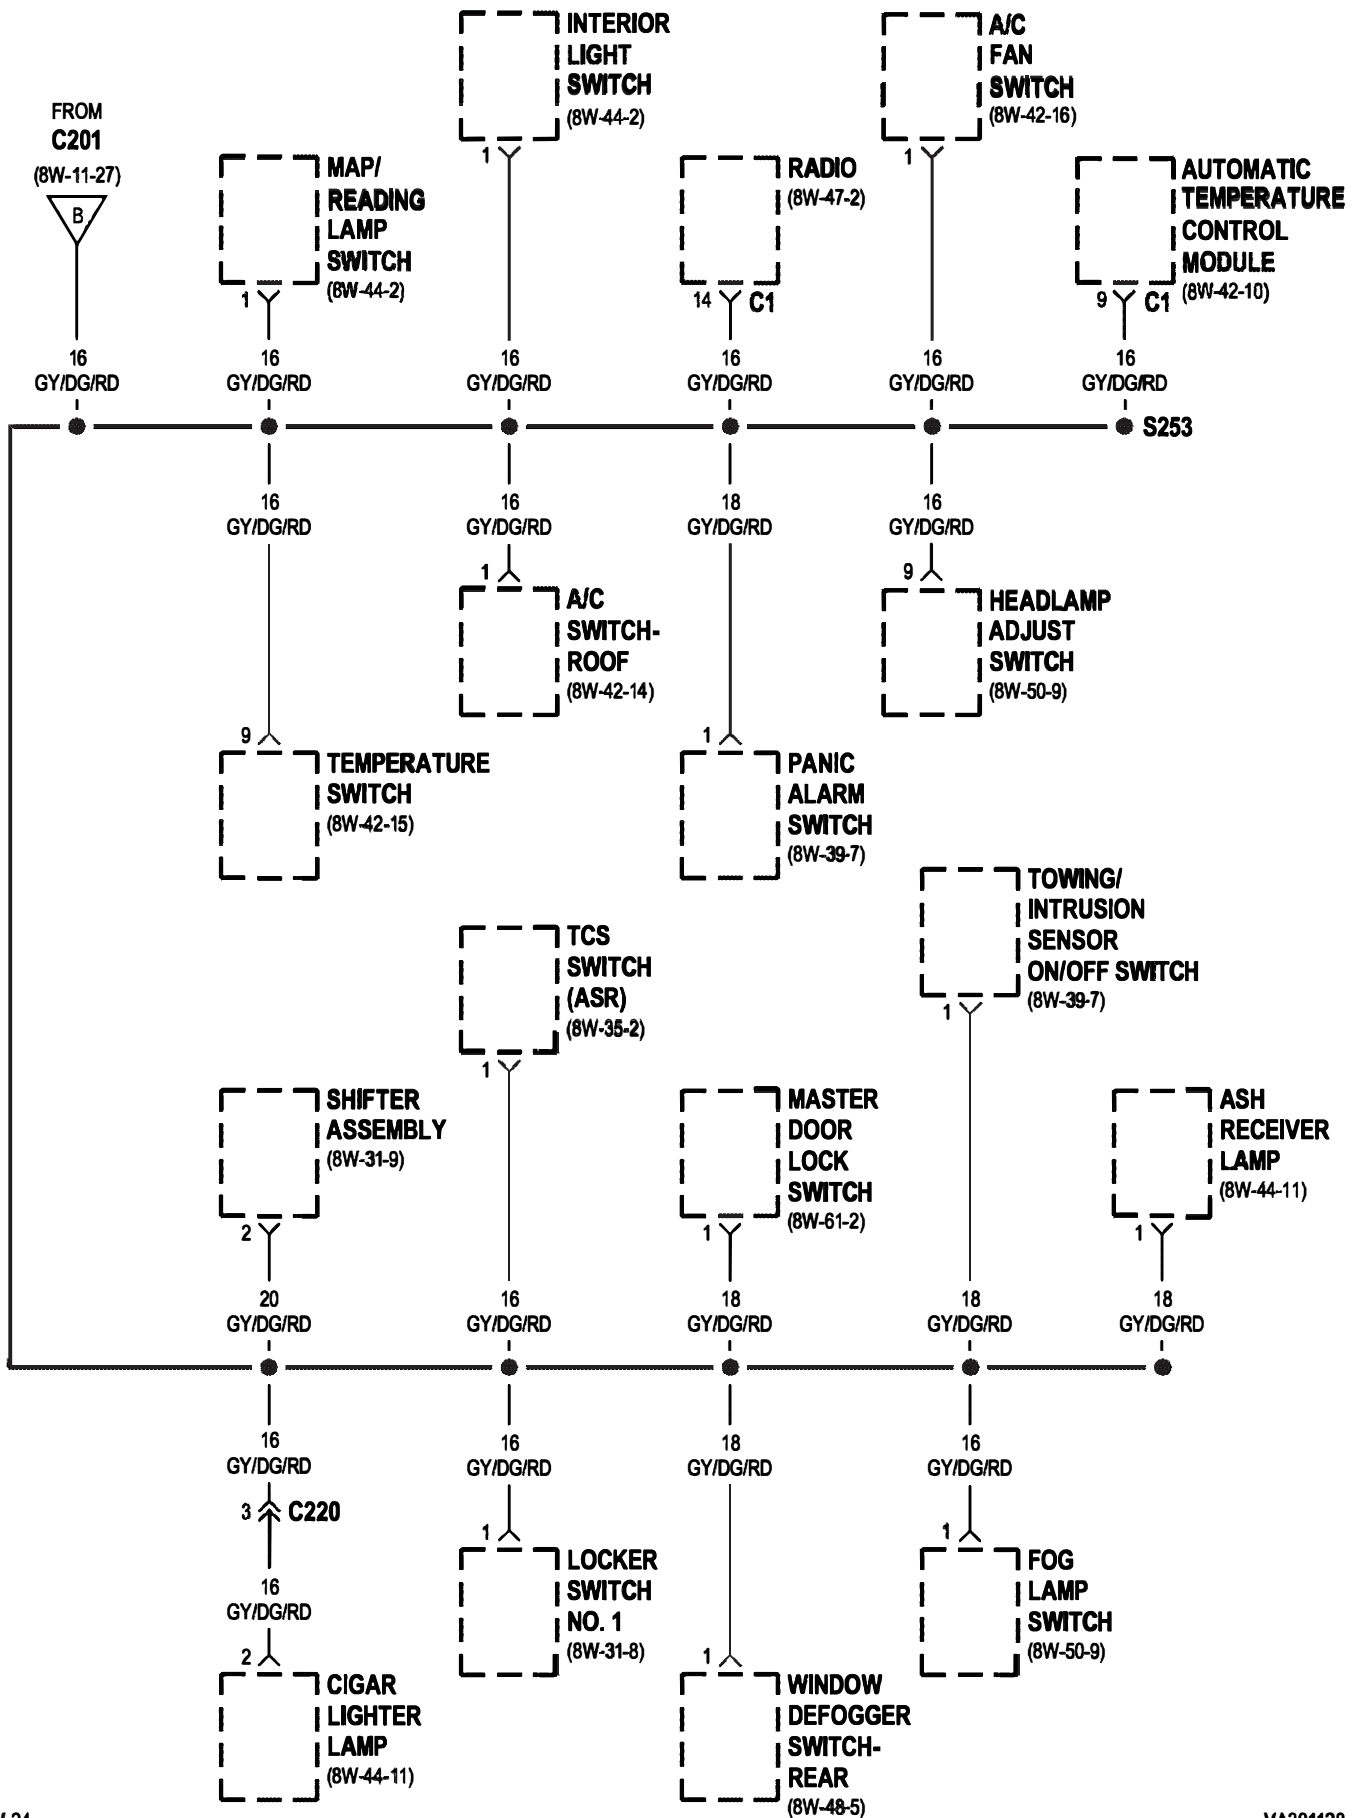 INTERIOR
LIGHT
SWITCH
(8W-44-2)
1
A/C
FAN
SWITCH
(8W-42-16)
1
FROM
C201
(8W-11-27)
B
MAP/
READING
LAMP
SWITCH
(8W-44-2)
1
RADIO
(8W-47-2)
14
C1
AUTOMATIC
TEMPERATURE
CONTROL
MODULE
(8W-42-10)
9
C1
16
GY/DG/RD
16
GY/DG/RD
16
GY/DG/RD
16
GY/DG/RD
16
GY/DG/RD
16
GY/DG/RD
S253
16
GY/DG/RD
16
GY/DG/RD
18
GY/DG/RD
16
GY/DG/RD
1
A/C
SWITCH-
ROOF
(8W-42-14)
9
HEADLAMP
ADJUST
SWITCH
(8W-50-9)
9
TEMPERATURE
SWITCH
(8W-42-15)
1
PANIC
ALARM
SWITCH
(8W-39-7)
TOWING/
INTRUSION
SENSOR
ON/OFF SWITCH
(8W-39-7)
1
TCS
SWITCH
(ASR)
(8W-35-2)
1
SHIFTER
ASSEMBLY
(8W-31-9)
2
MASTER
DOOR
LOCK
SWITCH
(8W-61-2)
1
ASH
RECEIVER
LAMP
(8W-44-11)
1
20
GY/DG/RD
16
GY/DG/RD
18
GY/DG/RD
18
GY/DG/RD
18
GY/DG/RD
16
GY/DG/RD
16
GY/DG/RD
18
GY/DG/RD
16
GY/DG/RD
3
C220
16
GY/DG/RD
2
CIGAR
LIGHTER
LAMP
(8W-44-11)
1
LOCKER
SWITCH
NO. 1
(8W-31-8)
1
WINDOW
DEFOGGER
SWITCH-
REAR
(8W-48-5)
1
FOG
LAMP
SWITCH
(8W-50-9)